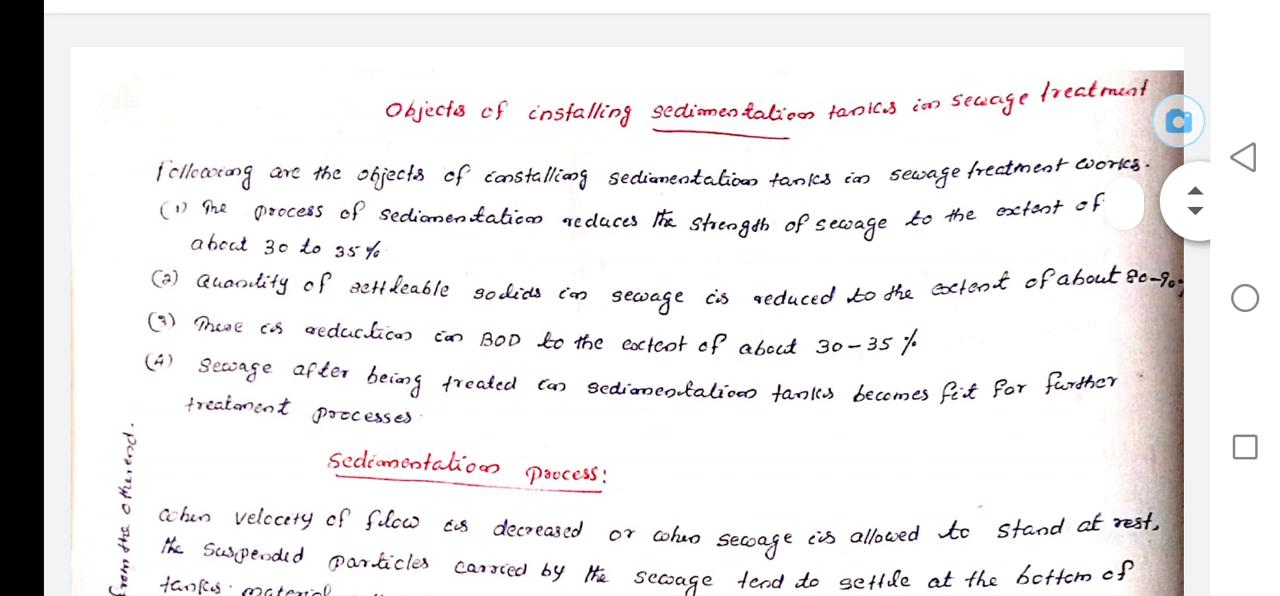 Objects of installing sedimentation tanks in sewage treatment
Following are the objects of installing sedimentation tanks in sewage treatment works.
(1) The process of sedimentation reduces the strength of sewage to the extent of
about 30 to 35%
(2) Quantity of settleable solids in sewage is reduced to the extent of about 80-90%
(3) There is reduction in BOD to the extent of about 30-35 %
(4) Sewage after being treated in sedimentation tanks becomes fit for further
treatment processes.
Sedimentation process:
When velocity of flow is decreased or when sewage is allowed to stand at rest,
the suspended particles carried by the sewage tend to settle at the bottom of
tanks. material
from the other end.